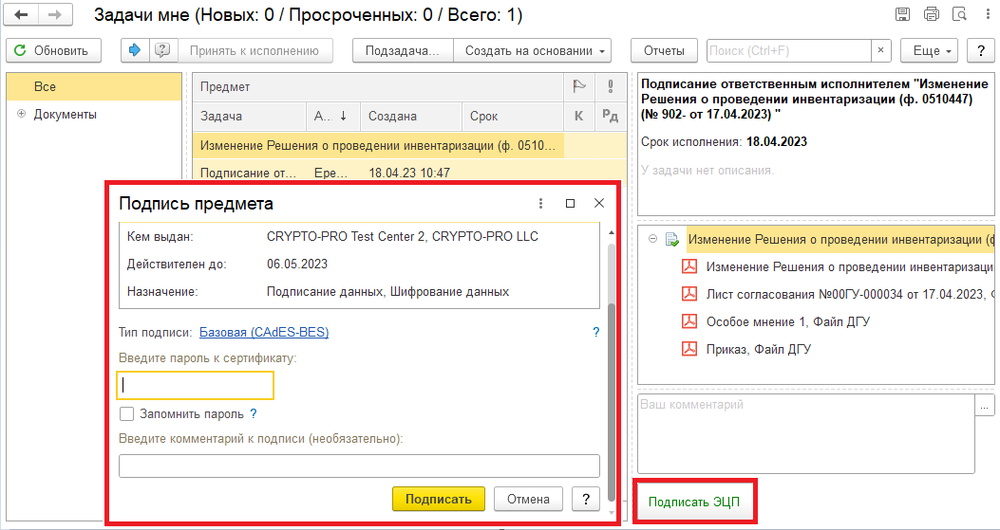 Задачи мне (Новых: 0 / Просроченных: 0 / Всего: 1)
Обновить
Принять к исполнению
Подзадача...
Создать на основании
Отчеты
Поиск (Ctrl+F)
×
Еще
?
Все
Документы
Предмет
Задача
А...
↓
Создана
Срок
К
Рд
Изменение Решения о проведении инвентаризации (ф. 0510...
Подписание от...
Ере...
18.04.23 10:47
Подписание ответственным исполнителем "Изменение
Решения о проведении инвентаризации (ф. 0510447)
(№ 902- от 17.04.2023) "
Срок исполнения: 18.04.2023
У задачи нет описания.
Изменение Решения о проведении инвентаризации (ф
Изменение Решения о проведении инвентаризаци
Лист согласования №00ГУ-000034 от 17.04.2023, Ф
Особое мнение 1, Файл ДГУ
Приказ, Файл ДГУ
Ваш комментарий
...
Подписать ЭЦП
Подпись предмета
Кем выдан:
CRYPTO-PRO Test Center 2, CRYPTO-PRO LLC
Действителен до:
06.05.2023
Назначение:
Подписание данных, Шифрование данных
Тип подписи: Базовая (CAdES-BES)
?
Введите пароль к сертификату:
Запомнить пароль ?
Введите комментарий к подписи (необязательно):
Подписать
Отмена
?